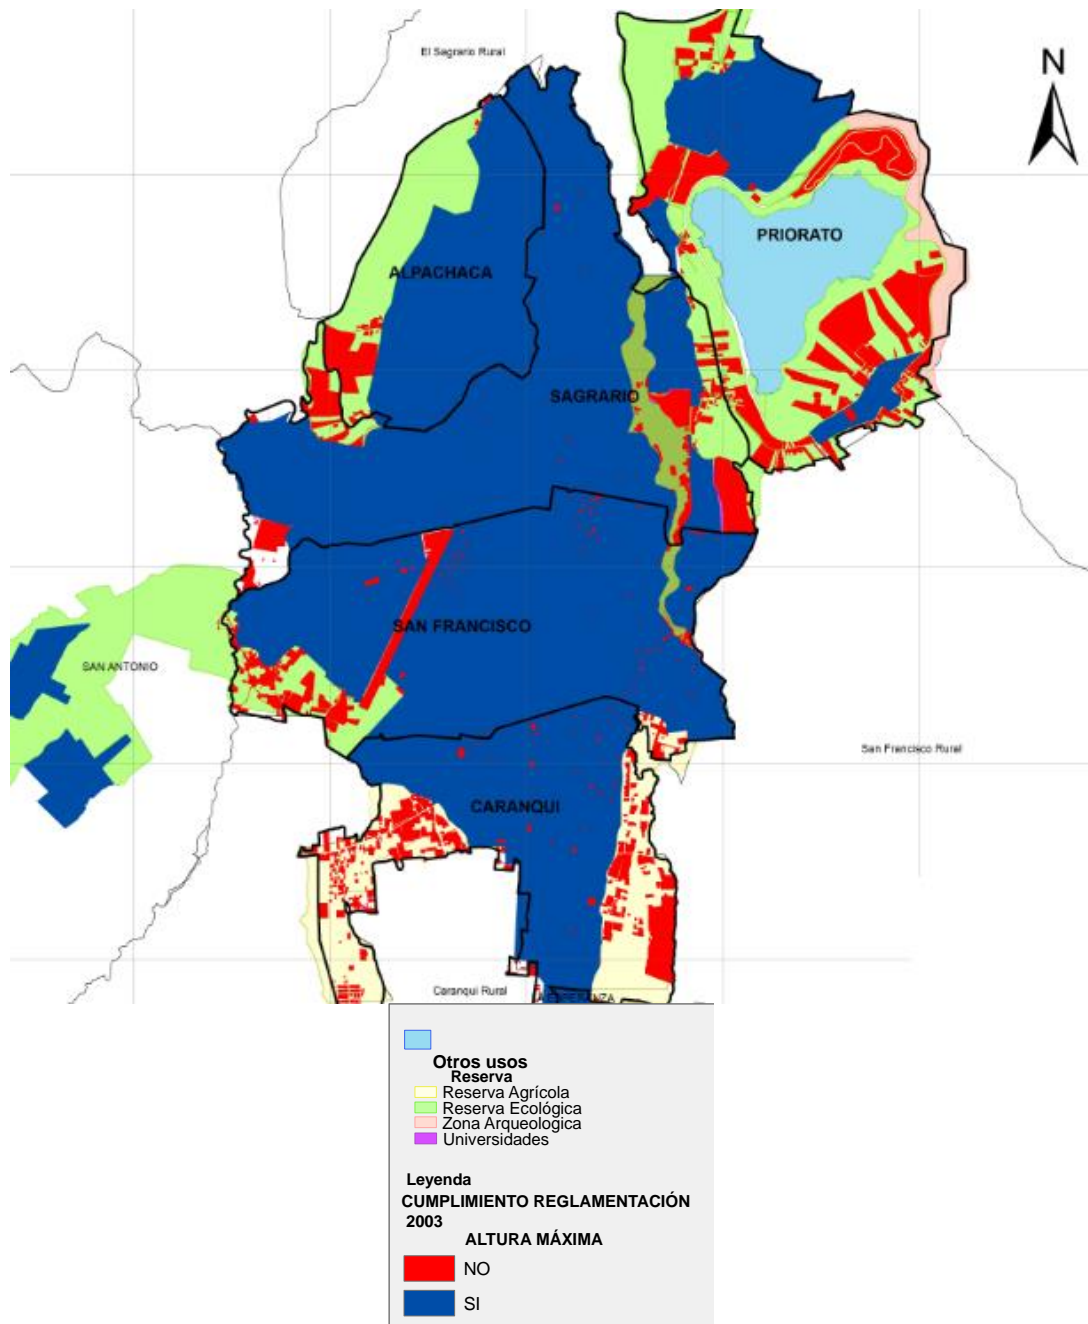 El Sagrario Rural
N
PRIORATO
ALPACHACA
SAGRARIO
SAN FRANCISCO
SAN ANTONIO
San Francisco Rural
CARANQUI
Caranqui Rural
Otros usos
Reserva
Reserva Agrícola
Reserva Ecológica
Zona Arqueologica
Universidades
Leyenda
CUMPLIMIENTO REGLAMENTACIÓN
2003
ALTURA MÁXIMA
NO
SI